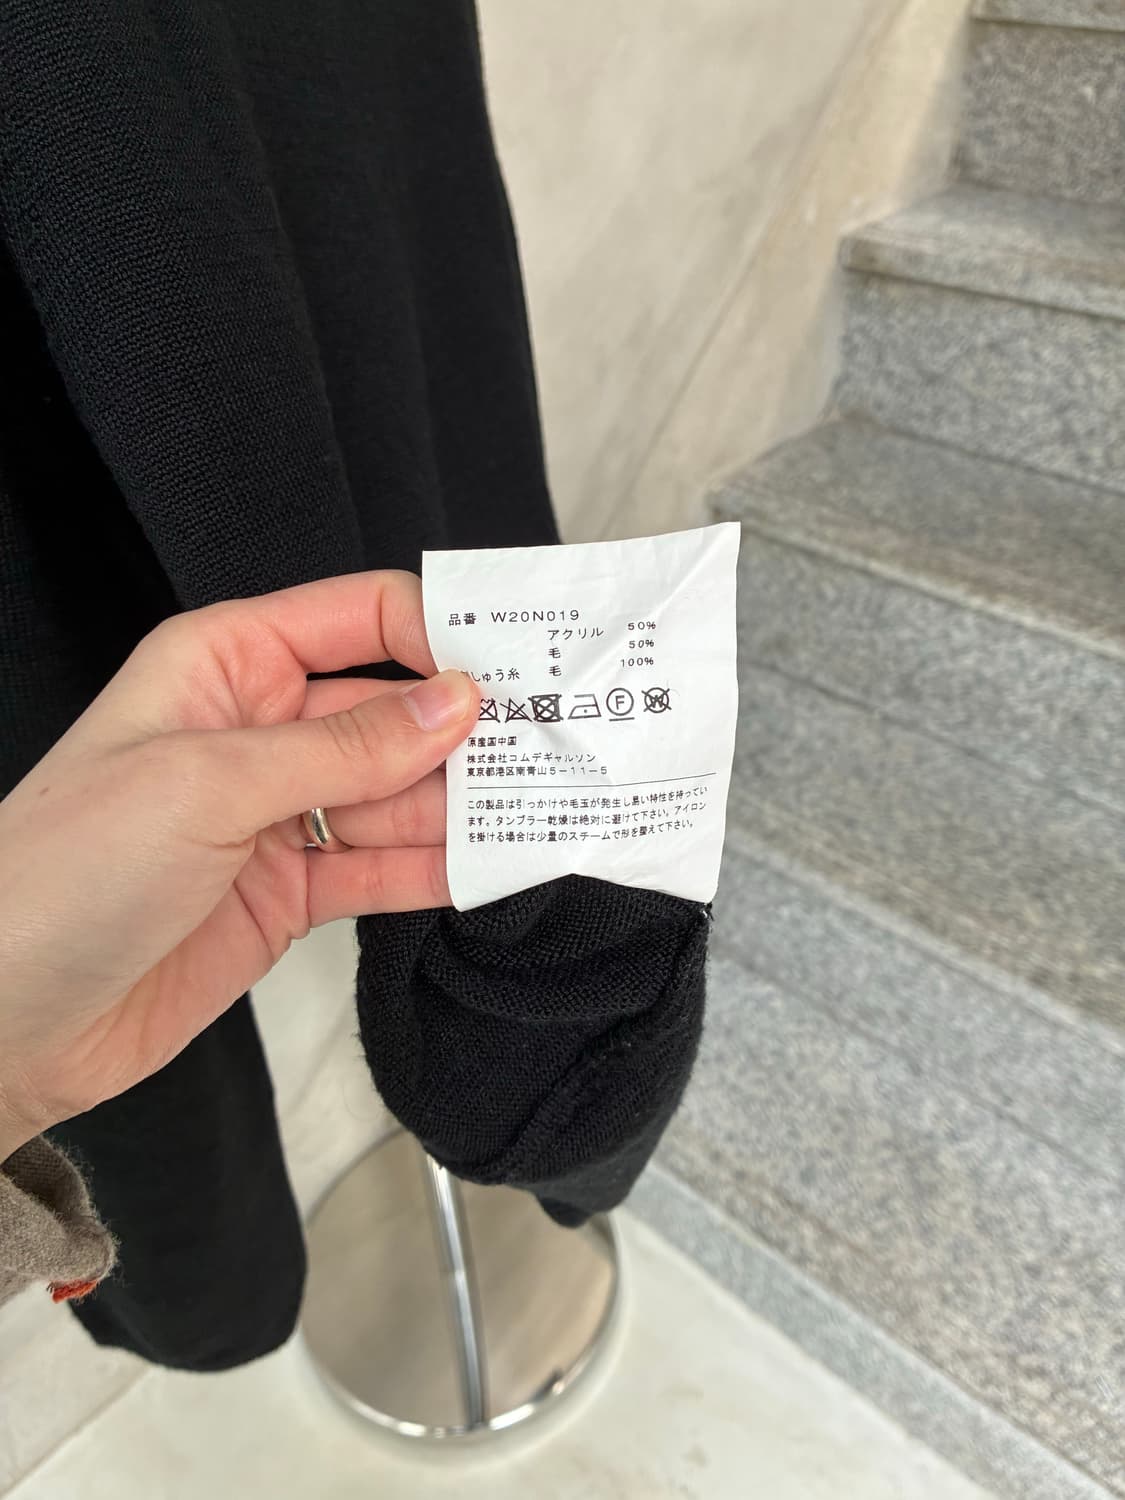 品番 W20N019
アクリル 50%
毛 50%
しゅう糸 毛 100%
F W
原産国中国
株式会社コムデギャルソン
東京都港区南青山5-11-5
この製品は引っかけや毛玉が発生し易い特性を持ってい
ます。タンブラー乾燥は絶対に避けて下さい。アイロン
を掛ける場合は少量のスチームで形を整えて下さい。